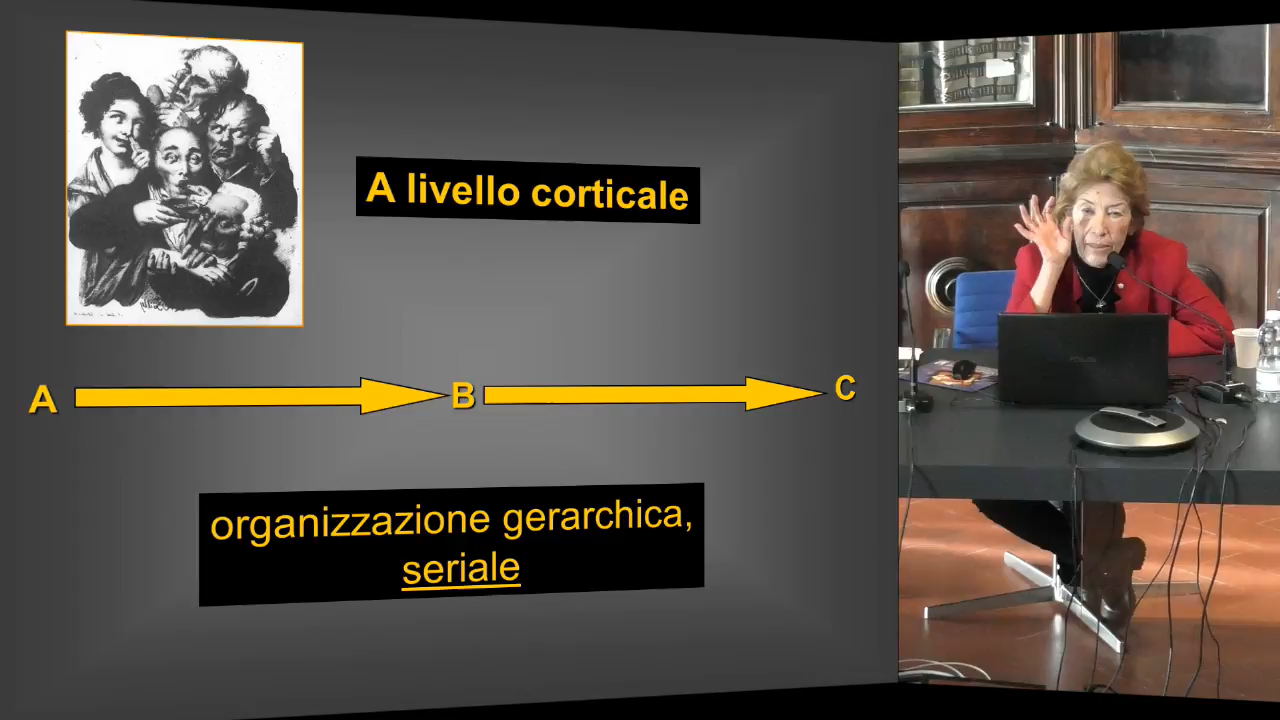 A livello corticale
A B C
organizzazione gerarchica,
seriale